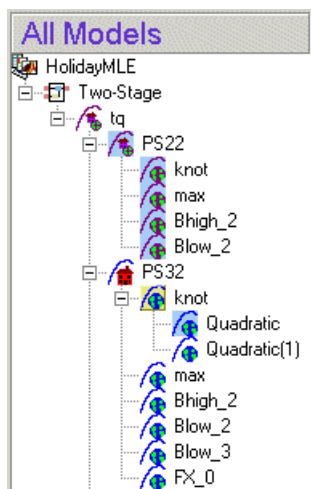 All Models
HolidayMLE
Two-Stage
tq
PS22
knot
max
Bhigh_2
Blow_2
PS32
knot
Quadratic
Quadratic(1)
max
Bhigh_2
Blow_2
Blow_3
FX_0